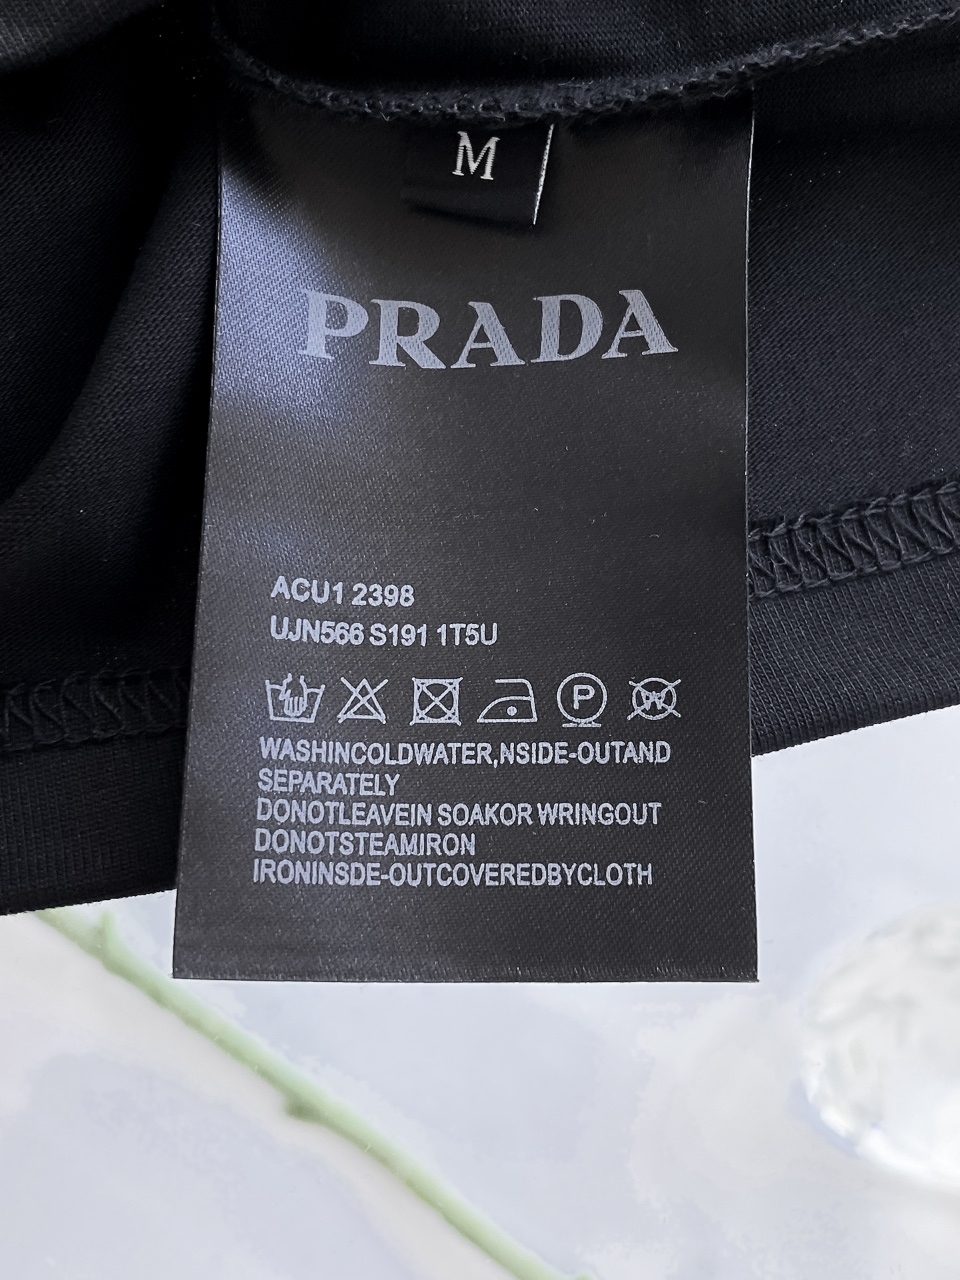 M
PRADA
ACU1 2398
UJN566 S191 1T5U
P W
WASHINCOLDWATER,NSIDE-OUTAND
SEPARATELY
DONOTLEAVEIN SOAKOR WRINGOUT
DONOTSTEAMIRON
IRONINSDE-OUTCOVEREDBYCLOTH